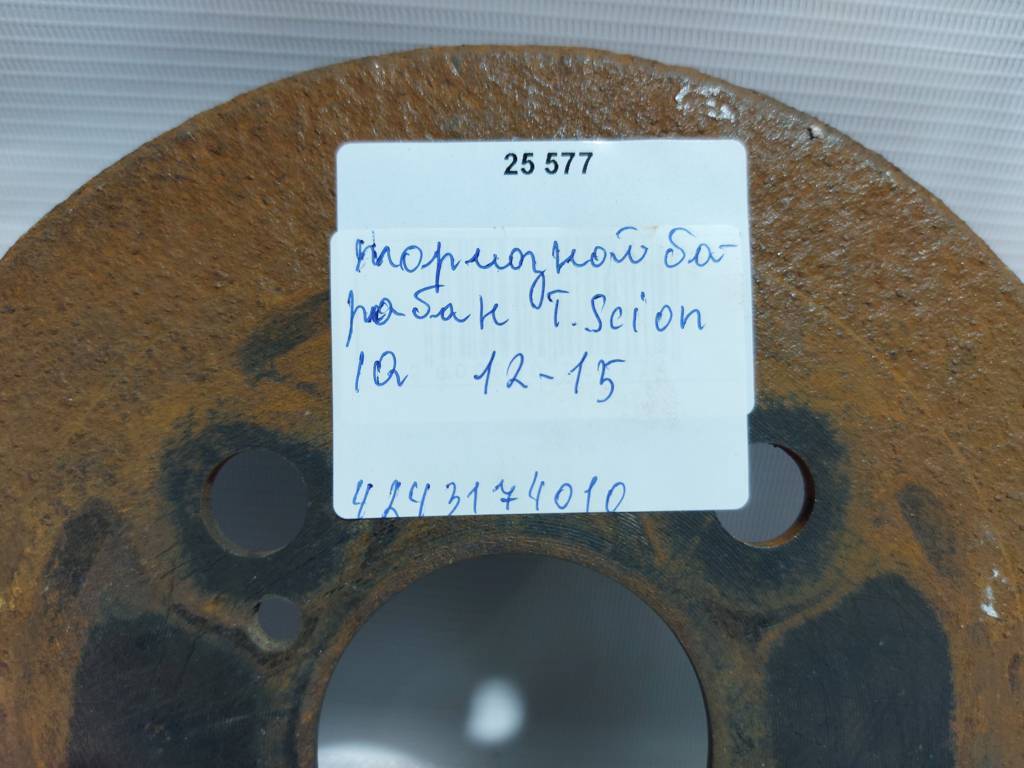 25 577
тормозной ба-
рабан T. Scion
IQ 12-15
4243174010